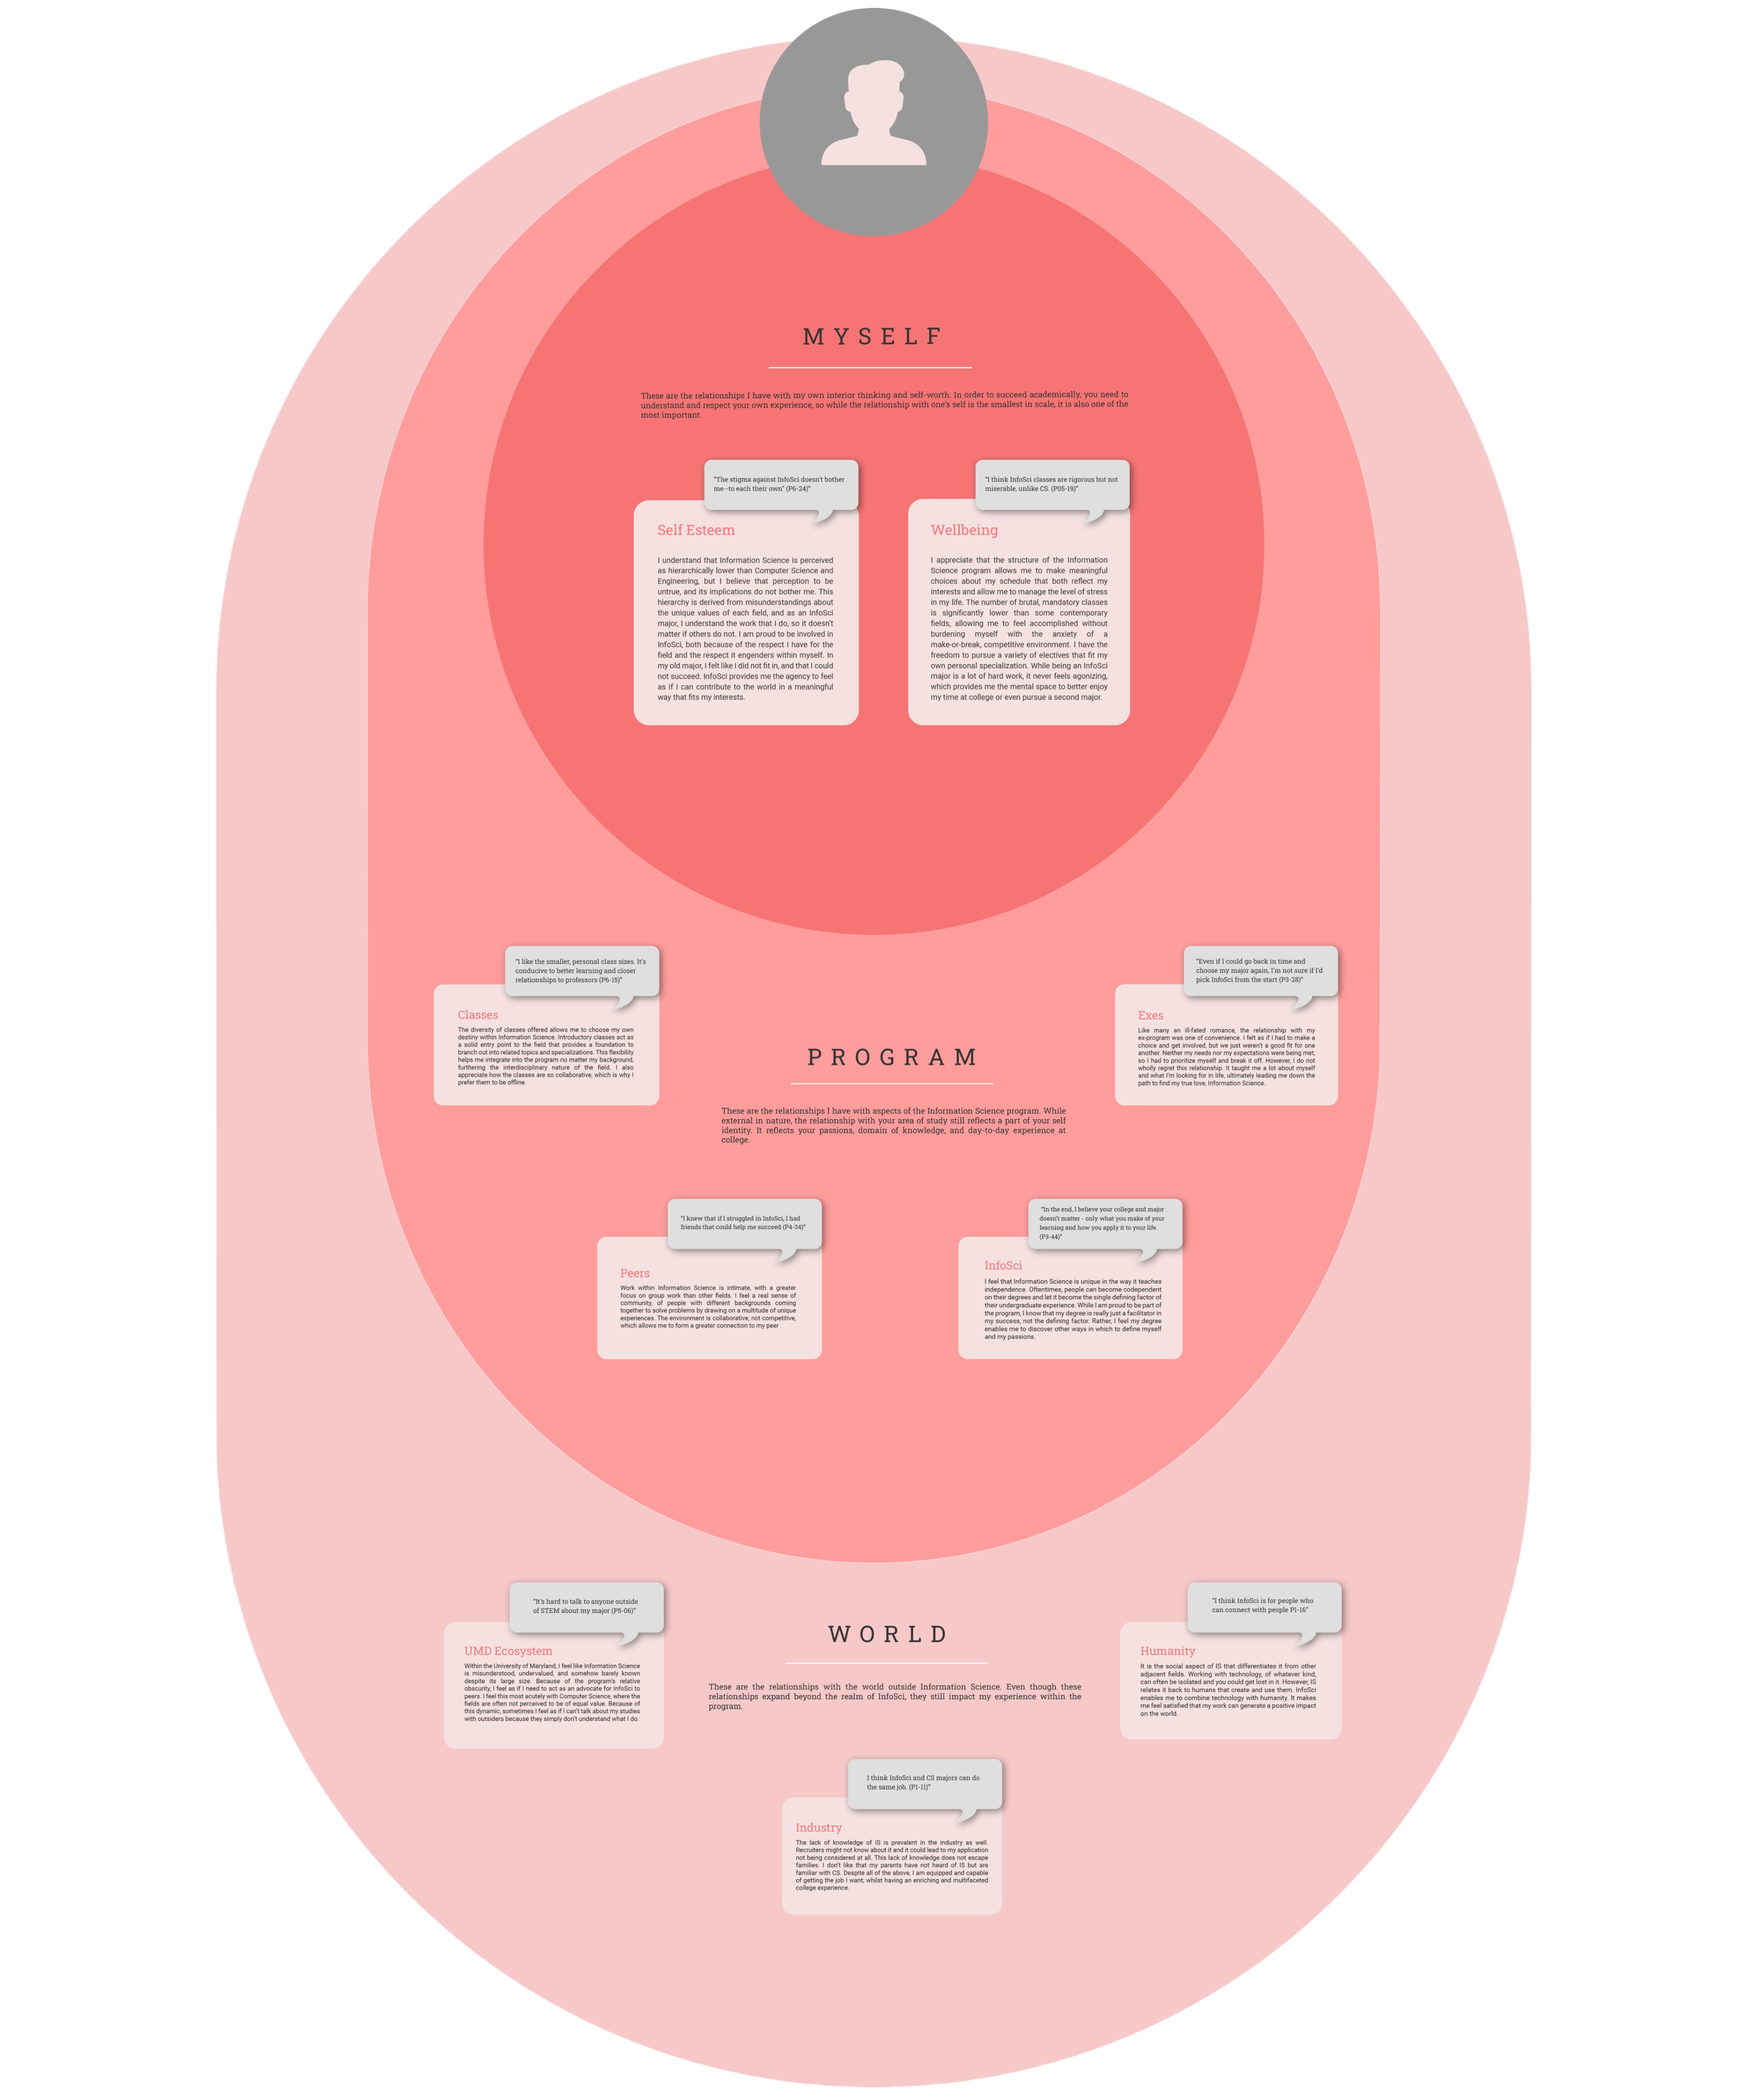 MYSELF
These are the relationships I have with my own interior thinking and self-worth. In order to succeed academically, you need to
understand and respect your own experience, so while the relationship with one's self is the smallest in scale, it is also one of the
most important.
"The stigma against InfoSci doesn't bother
me--to each their own" (P6-24)"
Self Esteem
I understand that Information Science is perceived
as hierarchically lower than Computer Science and
Engineering, but I believe that perception to be
untrue, and its implications do not bother me. This
hierarchy is derived from misunderstandings about
the unique values of each field, and as an InfoSci
major, I understand the work that I do, so it doesn't
matter if others do not. I am proud to be involved in
InfoSci, both because of the respect I have for the
field and the respect it engenders within myself. In
my old major, I felt like I did not fit in, and that I could
not succeed. InfoSci provides me the agency to feel
as if I can contribute to the world in a meaningful
way that fits my interests.
"I think InfoSci classes are rigorous but not
miserable, unlike CS. (P05-19)"
Wellbeing
I appreciate that the structure of the Information
Science program allows me to make meaningful
choices about my schedule that both reflect my
interests and allow me to manage the level of stress
in my life. The number of brutal, mandatory classes
is significantly lower than some contemporary
fields, allowing me to feel accomplished without
burdening myself with the anxiety of a
make-or-break, competitive environment. I have the
freedom to pursue a variety of electives that fit my
own personal specialization. While being an InfoSci
major is a lot of hard work, it never feels agonizing,
which provides me the mental space to better enjoy
my time at college or even pursue a second major.
"I like the smaller, personal class sizes. It's
conducive to better learning and closer
relationships to professors (P6-15)"
Classes
The diversity of classes offered allows me to choose my own
destiny within Information Science. Introductory classes act as
a solid entry point to the field that provides a foundation to
branch out into related topics and specializations. This flexibility
helps me integrate into the program no matter my background,
furthering the interdisciplinary nature of the field. I also
appreciate how the classes are so collaborative, which is why I
prefer them to be offline.
"Even if I could go back in time and
choose my major again, I'm not sure if I'd
pick InfoSci from the start (P3-28)"
Exes
Like many an ill-fated romance, the relationship with my
ex-program was one of convenience. I felt as if I had to make a
choice and get involved, but we just weren't a good fit for one
another. Neither my needs nor my expectations were being met,
so I had to prioritize myself and break it off. However, I do not
wholly regret this relationship. It taught me a lot about myself
and what I'm looking for in life, ultimately leading me down the
path to find my true love, Information Science.
PROGRAM
These are the relationships I have with aspects of the Information Science program. While
external in nature, the relationship with your area of study still reflects a part of your self
identity. It reflects your passions, domain of knowledge, and day-to-day experience at
college.
"I knew that if I struggled in InfoSci, I had
friends that could help me succeed (P4-34)"
Peers
Work within Information Science is intimate, with a greater
focus on group work than other fields. I feel a real sense of
community, of people with different backgrounds coming
together to solve problems by drawing on a multitude of unique
experiences. The environment is collaborative, not competitive,
which allows me to form a greater connection to my peer
"In the end, I believe your college and major
doesn't matter - only what you make of your
learning and how you apply it to your life.
(P3-44)"
InfoSci
I feel that Information Science is unique in the way it teaches
independence. Oftentimes, people can become codependent
on their degrees and let it become the single defining factor of
their undergraduate experience. While I am proud to be part of
the program, I know that my degree is really just a facilitator in
my success, not the defining factor. Rather, I feel my degree
enables me to discover other ways in which to define myself
and my passions.
"It's hard to talk to anyone outside
of STEM about my major (P5-06)"
UMD Ecosystem
Within the University of Maryland, I feel like Information Science
is misunderstood, undervalued, and somehow barely known
despite its large size. Because of the program's relative
obscurity, I feel as if I need to act as an advocate for InfoSci to
peers. I feel this most acutely with Computer Science, where the
fields are often not perceived to be of equal value. Because of
this dynamic, sometimes I feel as if I can't talk about my studies
with outsiders because they simply don't understand what I do.
WORLD
These are the relationships with the world outside Information Science. Even though these
relationships expand beyond the realm of InfoSci, they still impact my experience within the
program.
"I think InfoSci is for people who
can connect with people P1-16"
Humanity
It is the social aspect of IS that differentiates it from other
adjacent fields. Working with technology, of whatever kind,
can often be isolated and you could get lost in it. However, IS
relates it back to humans that create and use them. InfoSci
enables me to combine technology with humanity. It makes
me feel satisfied that my work can generate a positive impact
on the world.
I think InfoSci and CS majors can do
the same job. (P1-11)"
Industry
The lack of knowledge of IS is prevalent in the industry as well.
Recruiters might not know about it and it could lead to my application
not being considered at all. This lack of knowledge does not escape
families. I don't like that my parents have not heard of IS but are
familiar with CS. Despite all of the above, I am equipped and capable
of getting the job I want; whilst having an enriching and multifaceted
college experience.